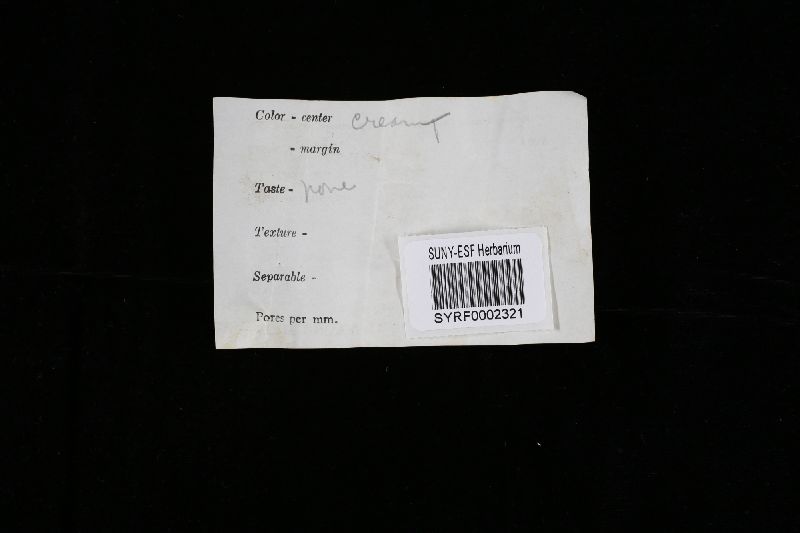 Color - center creamy
- margin
Taste - none
Texture -
Separable -
Pores per mm.
SUNY-ESF Herbarium
SYRF0002321